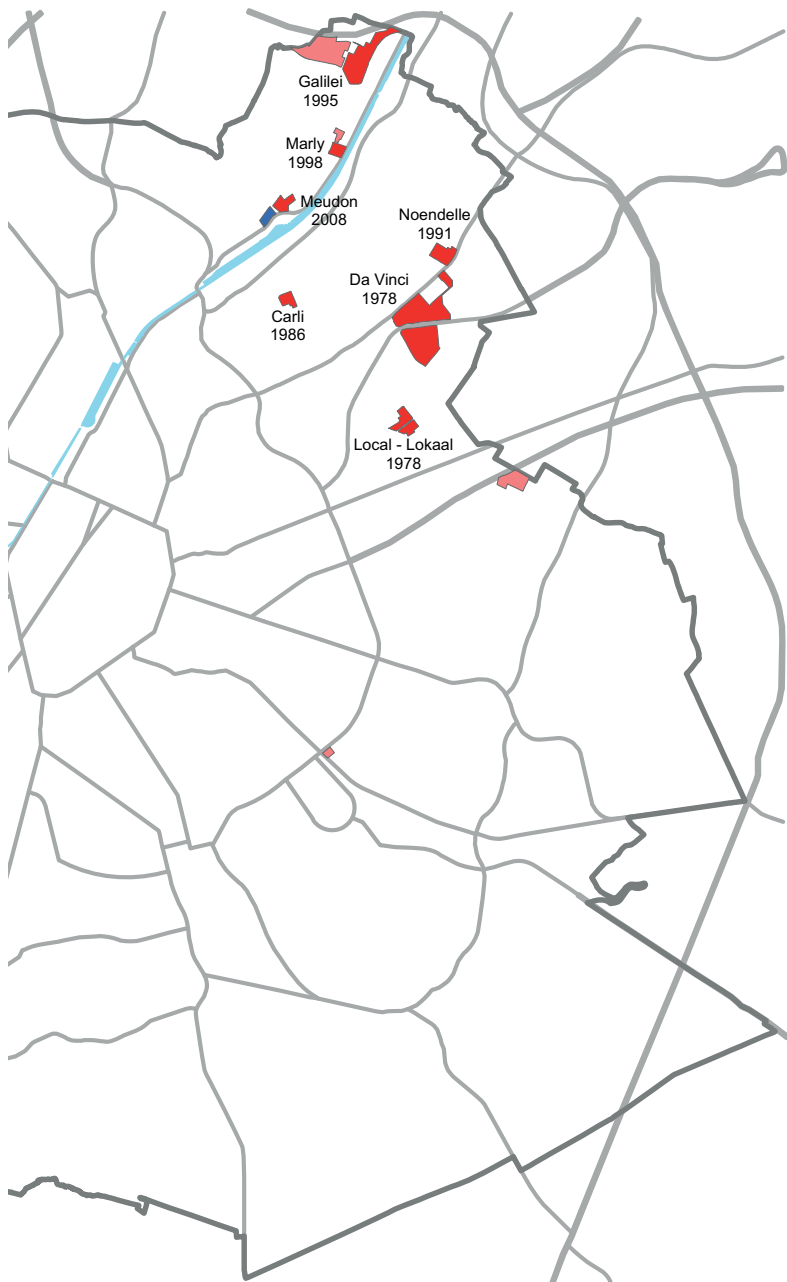 Galilei
1995
Marly
1998
Meudon
2008
Noendelle
1991
Da Vinci
1978
Carli
1986
Local - Lokaal
1978